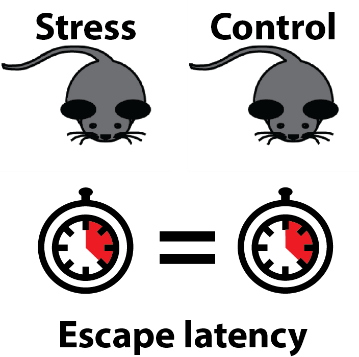 Stress Control
=
Escape latency